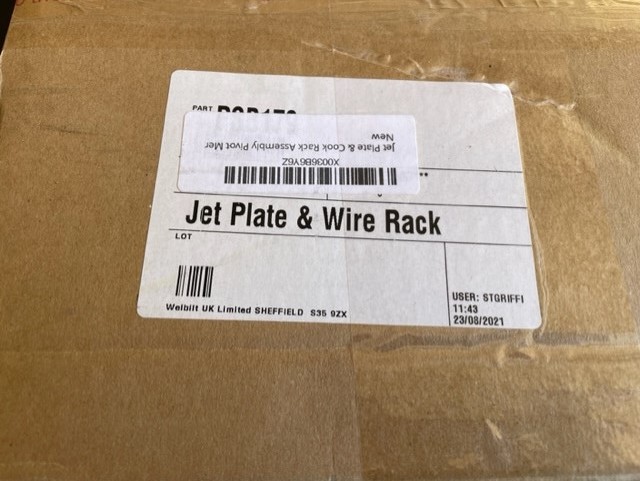 PART
Jet Plate & Cook Rack Assembly Pivot Mer
New
X0036B6Y6Z
**
Jet Plate & Wire Rack
LOT
Welbilt UK Limited SHEFFIELD S35 9ZX
USER: STGRIFFI
11:43
23/08/2021